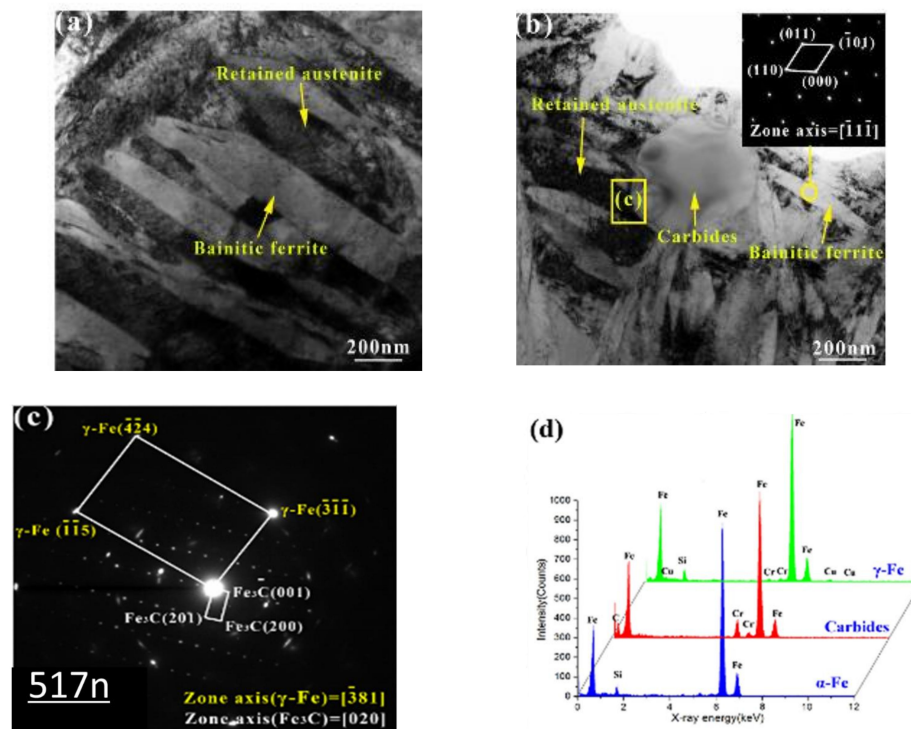 (a)
Retained austenite
Bainitic ferrite
200nm
(b)
(011)
(1̄01)
(110)
(000)
Zone axis=[1̄11̄]
Retained austenite
(c)
Carbides
Bainitic ferrite
200nm
(c)
γ-Fe(4̄2̄4)
γ-Fe(3̄1̄1̄)
γ-Fe (1̄1̄5)
Fe₃C(001)
Fe₃C(201)
Fe₃C(200)
517n
Zone axis(γ-Fe)=[3̄81]
Zone axis(Fe₃C)=[020]
(d)
Fe
Fe
1000
900
800
700
600
500
400
300
200
100
0
Intensity(Counts)
Fe
Cu
Si
Cr
Cr
Fe
Cu
Cu
γ-Fe
Fe
Fe
C
Cr
Cr
Fe
Carbides
Fe
Fe
Si
Fe
α-Fe
0
2
4
6
8
10
12
X-ray energy(keV)